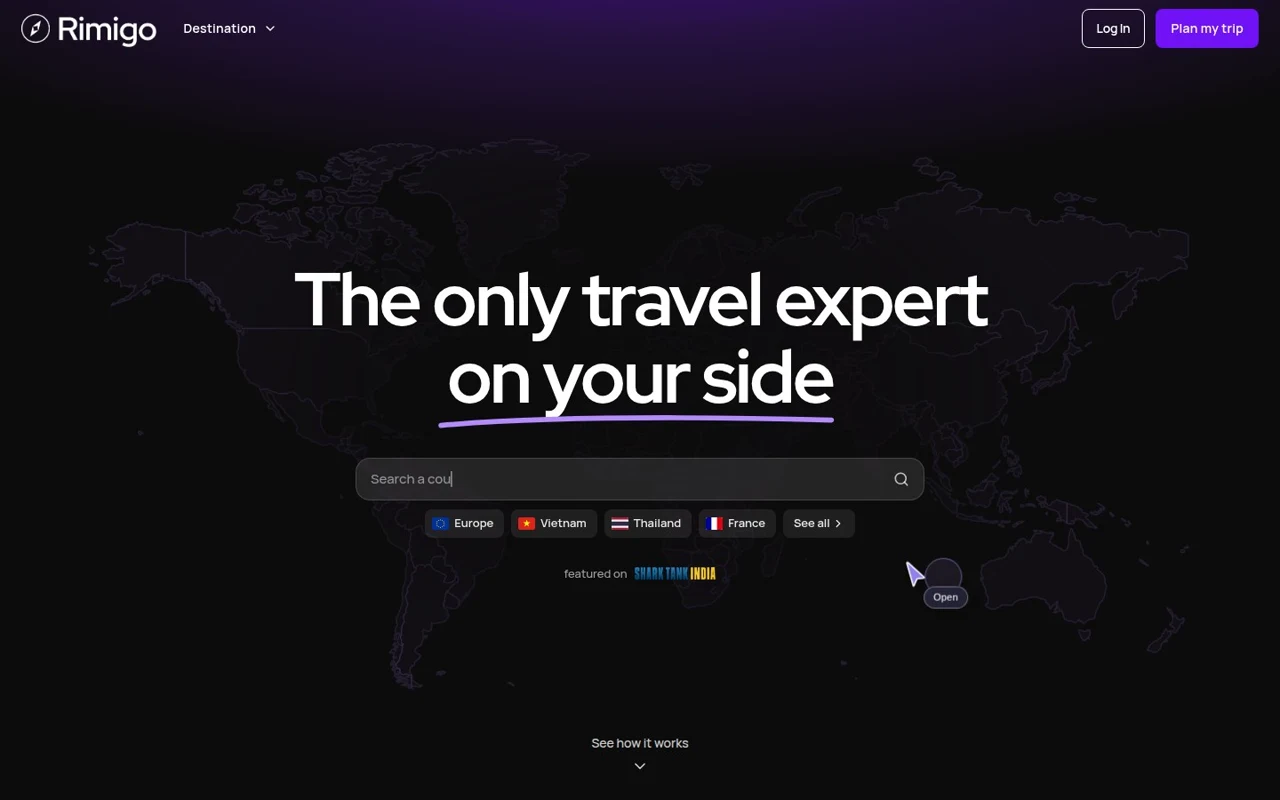 Rimigo
Destination
Log In
Plan my trip
The only travel expert
on your side
Search a cou
Europe
Vietnam
Thailand
France
See all
featured on SHARK TANK INDIA
Open
See how it works